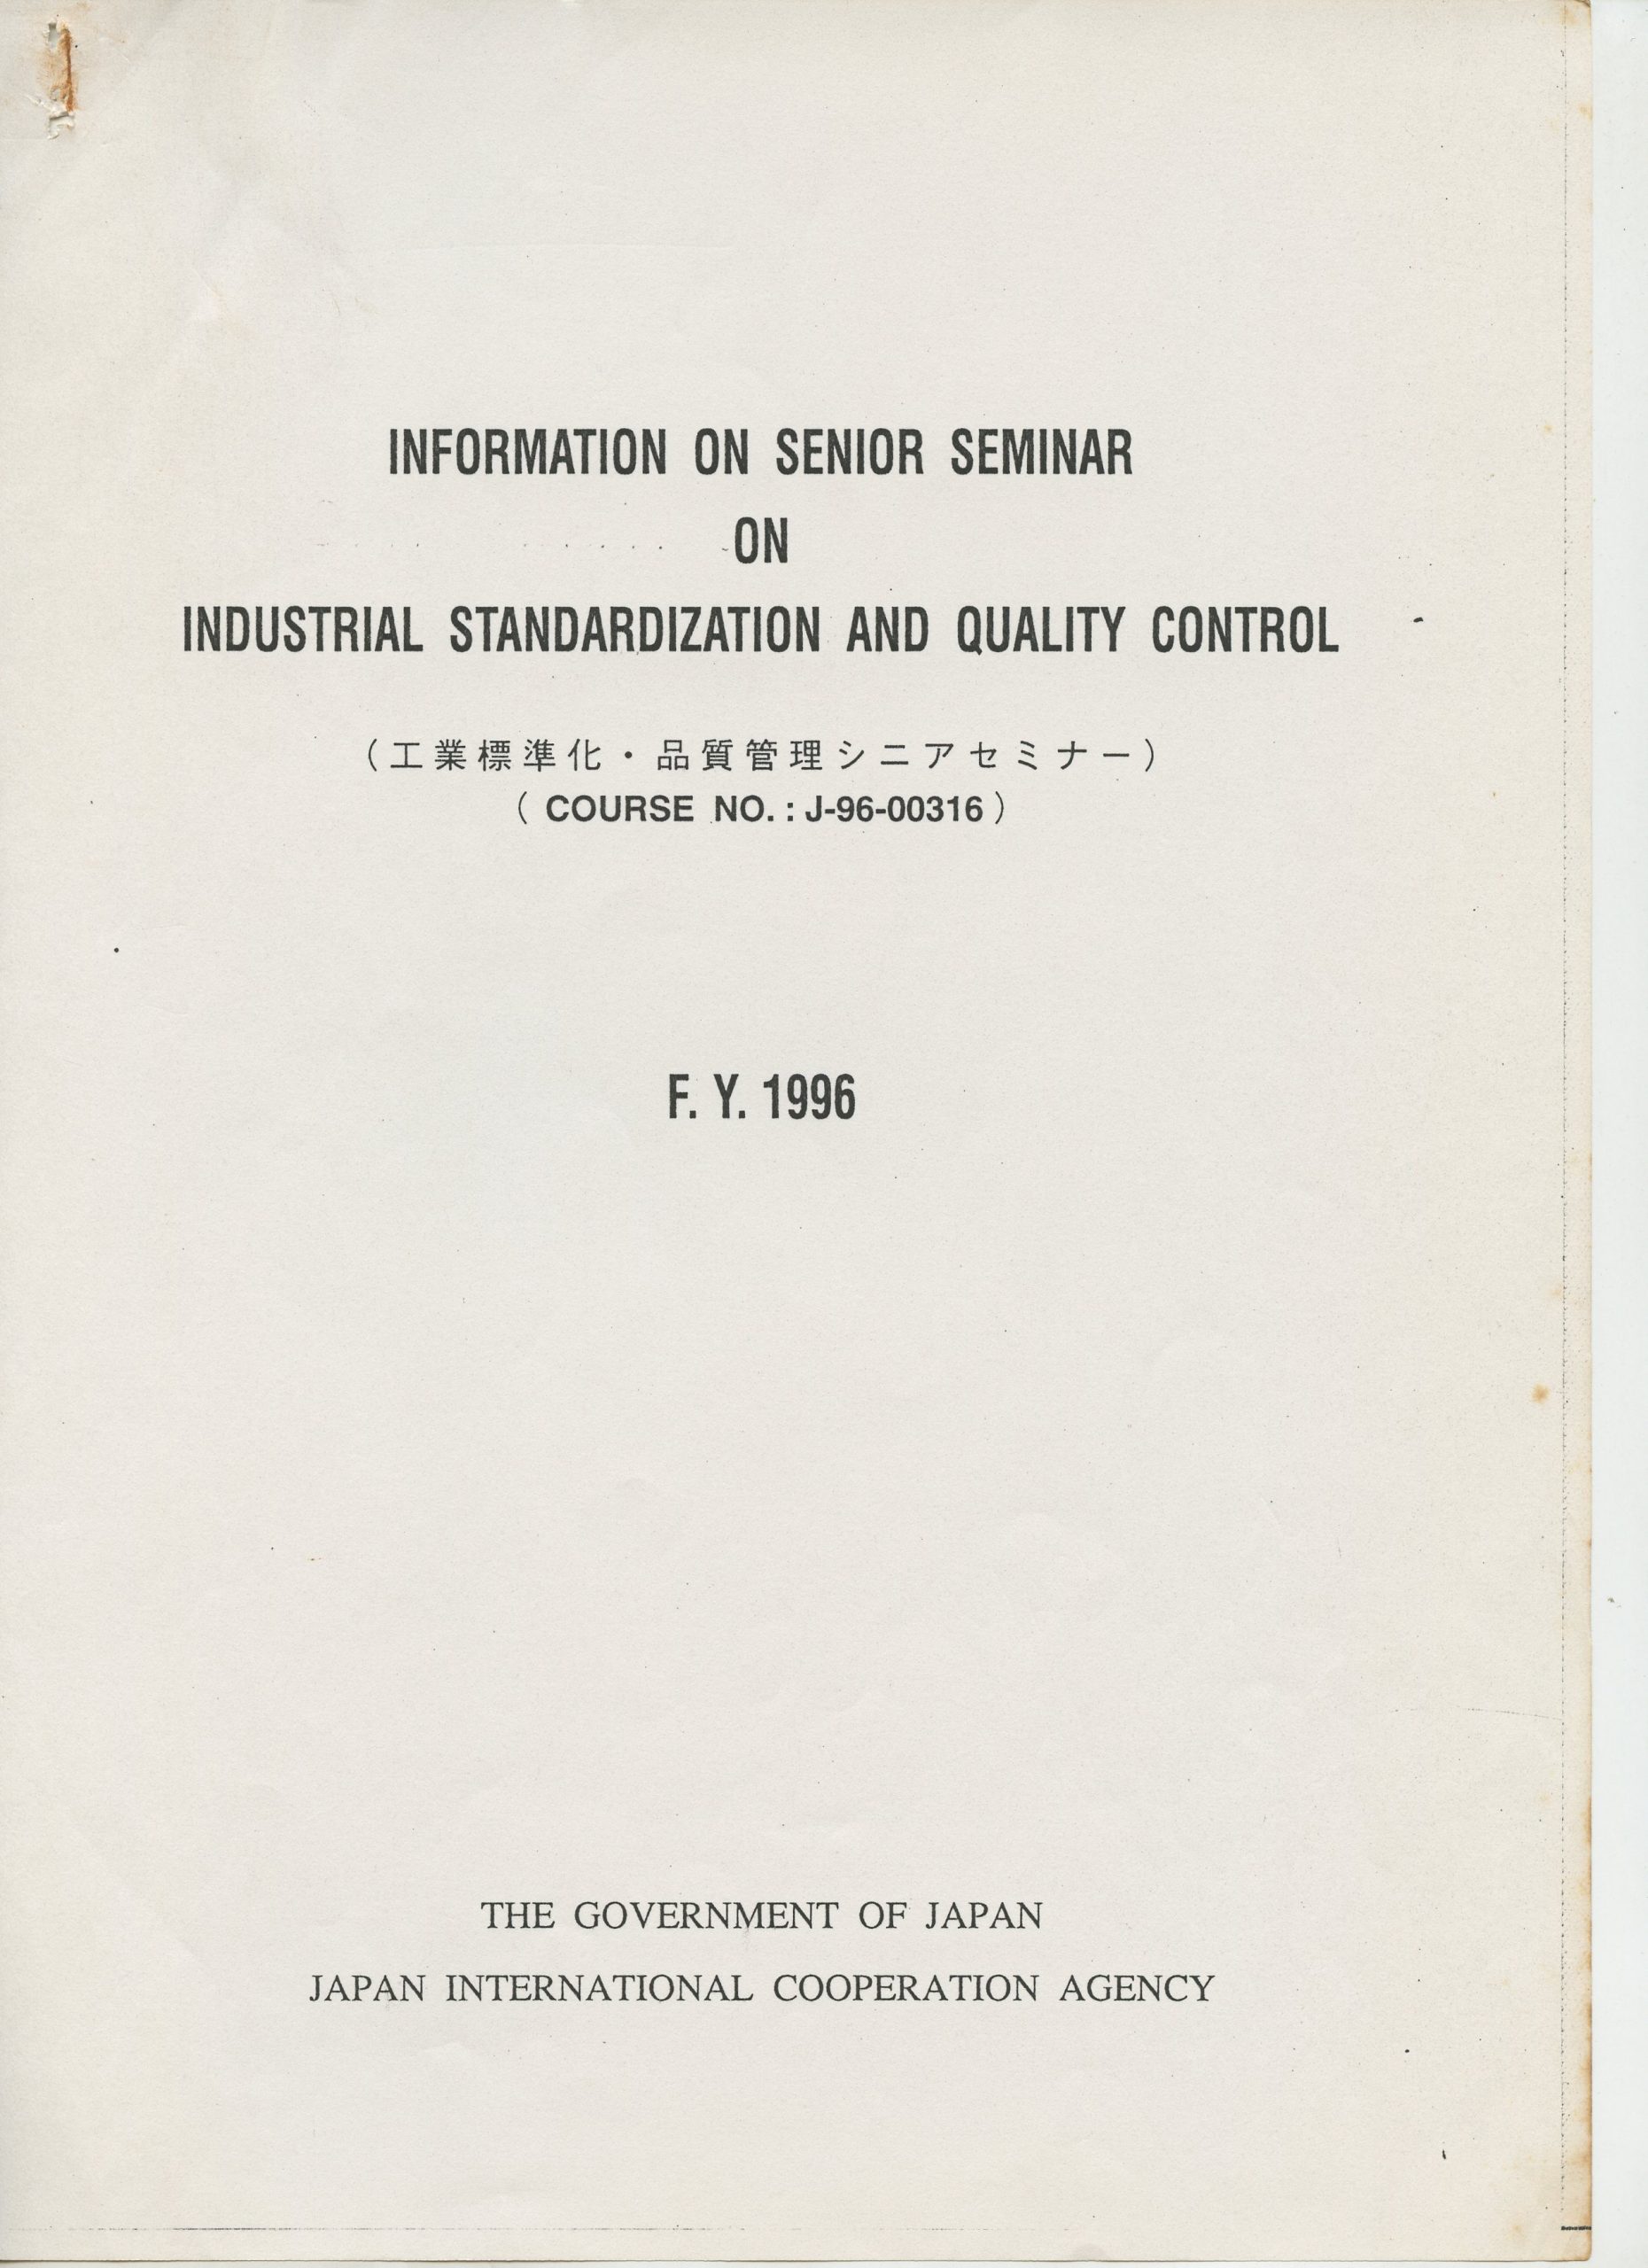 INFORMATION ON SENIOR SEMINAR
ON
INDUSTRIAL STANDARDIZATION AND QUALITY CONTROL
(工業標準化・品質管理シニアセミナー)
( COURSE NO. : J-96-00316 )
F. Y. 1996
THE GOVERNMENT OF JAPAN
JAPAN INTERNATIONAL COOPERATION AGENCY